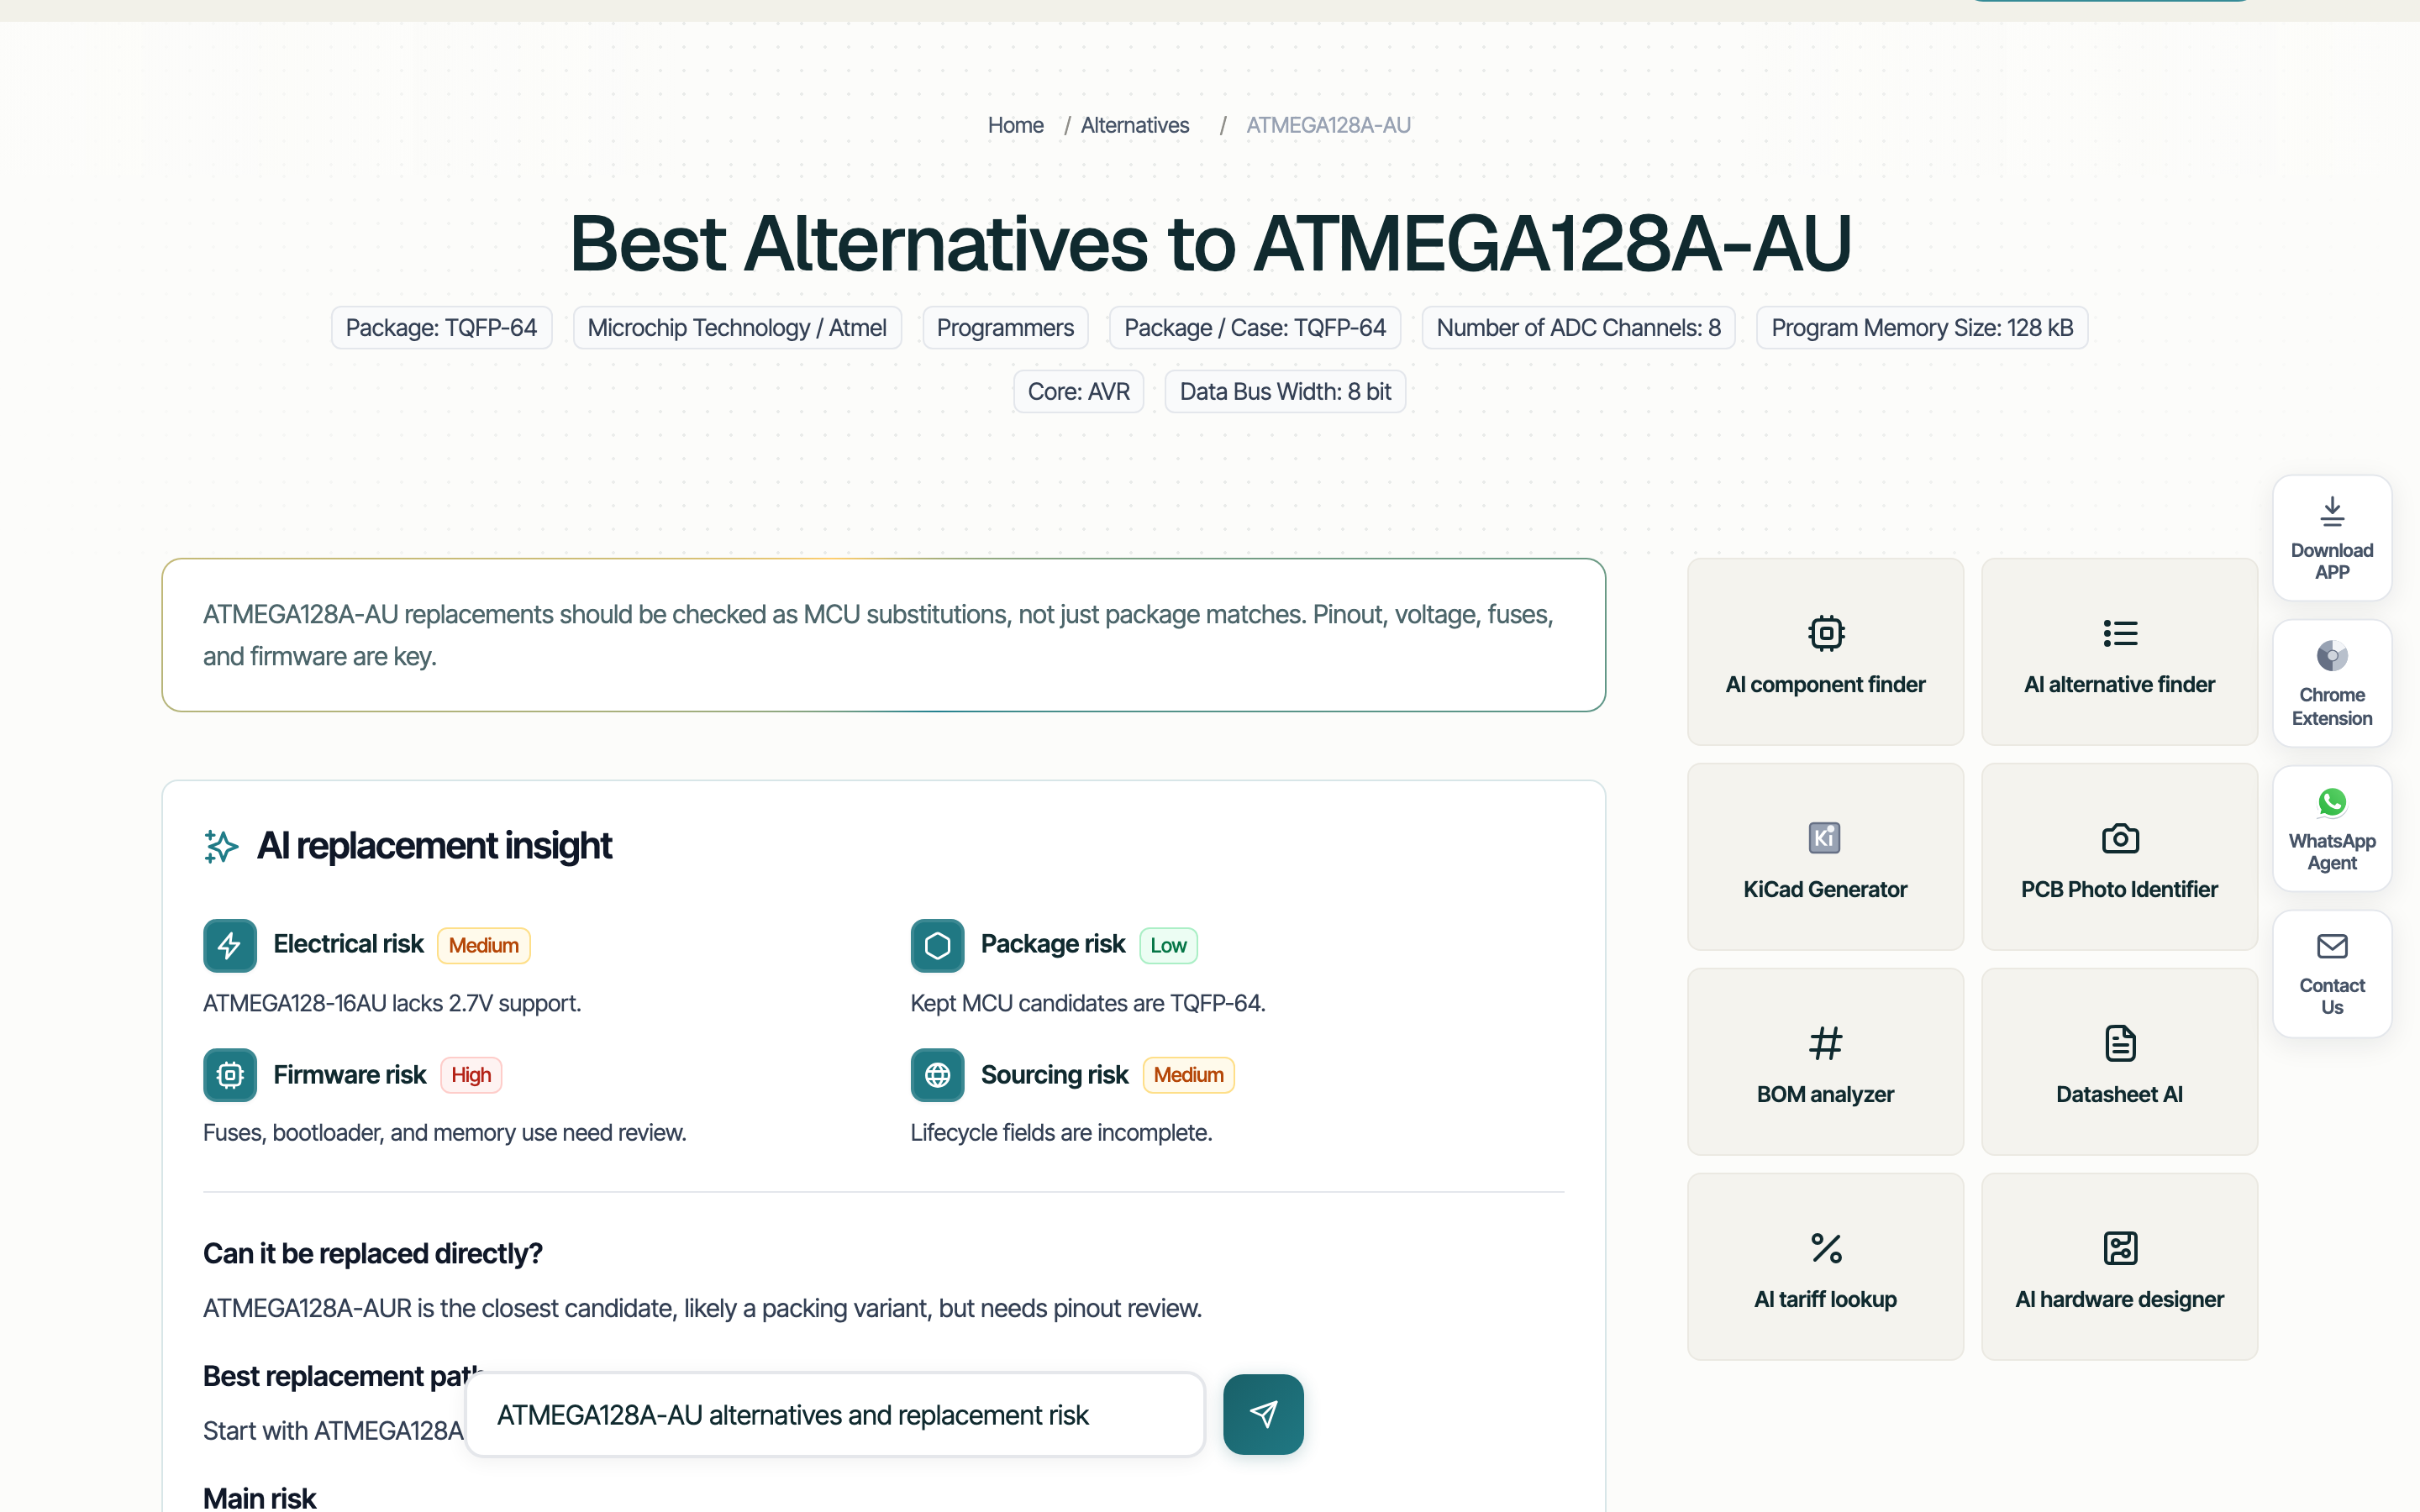 Home / Alternatives / ATMEGA128A-AU
Best Alternatives to ATMEGA128A-AU
Package: TQFP-64 Microchip Technology / Atmel Programmers Package / Case: TQFP-64 Number of ADC Channels: 8 Program Memory Size: 128 kB
Core: AVR Data Bus Width: 8 bit
ATMEGA128A-AU replacements should be checked as MCU substitutions, not just package matches. Pinout, voltage, fuses,
and firmware are key.
AI replacement insight
Electrical risk Medium
ATMEGA128-16AU lacks 2.7V support.
Package risk Low
Kept MCU candidates are TQFP-64.
Firmware risk High
Fuses, bootloader, and memory use need review.
Sourcing risk Medium
Lifecycle fields are incomplete.
Can it be replaced directly?
ATMEGA128A-AUR is the closest candidate, likely a packing variant, but needs pinout review.
Best replacement path
Start with ATMEGA128A
ATMEGA128A-AU alternatives and replacement risk
Main risk
AI component finder
AI alternative finder
Ki
KiCad Generator
PCB Photo Identifier
BOM analyzer
Datasheet AI
AI tariff lookup
AI hardware designer
Download
APP
Chrome
Extension
WhatsApp
Agent
Contact
Us